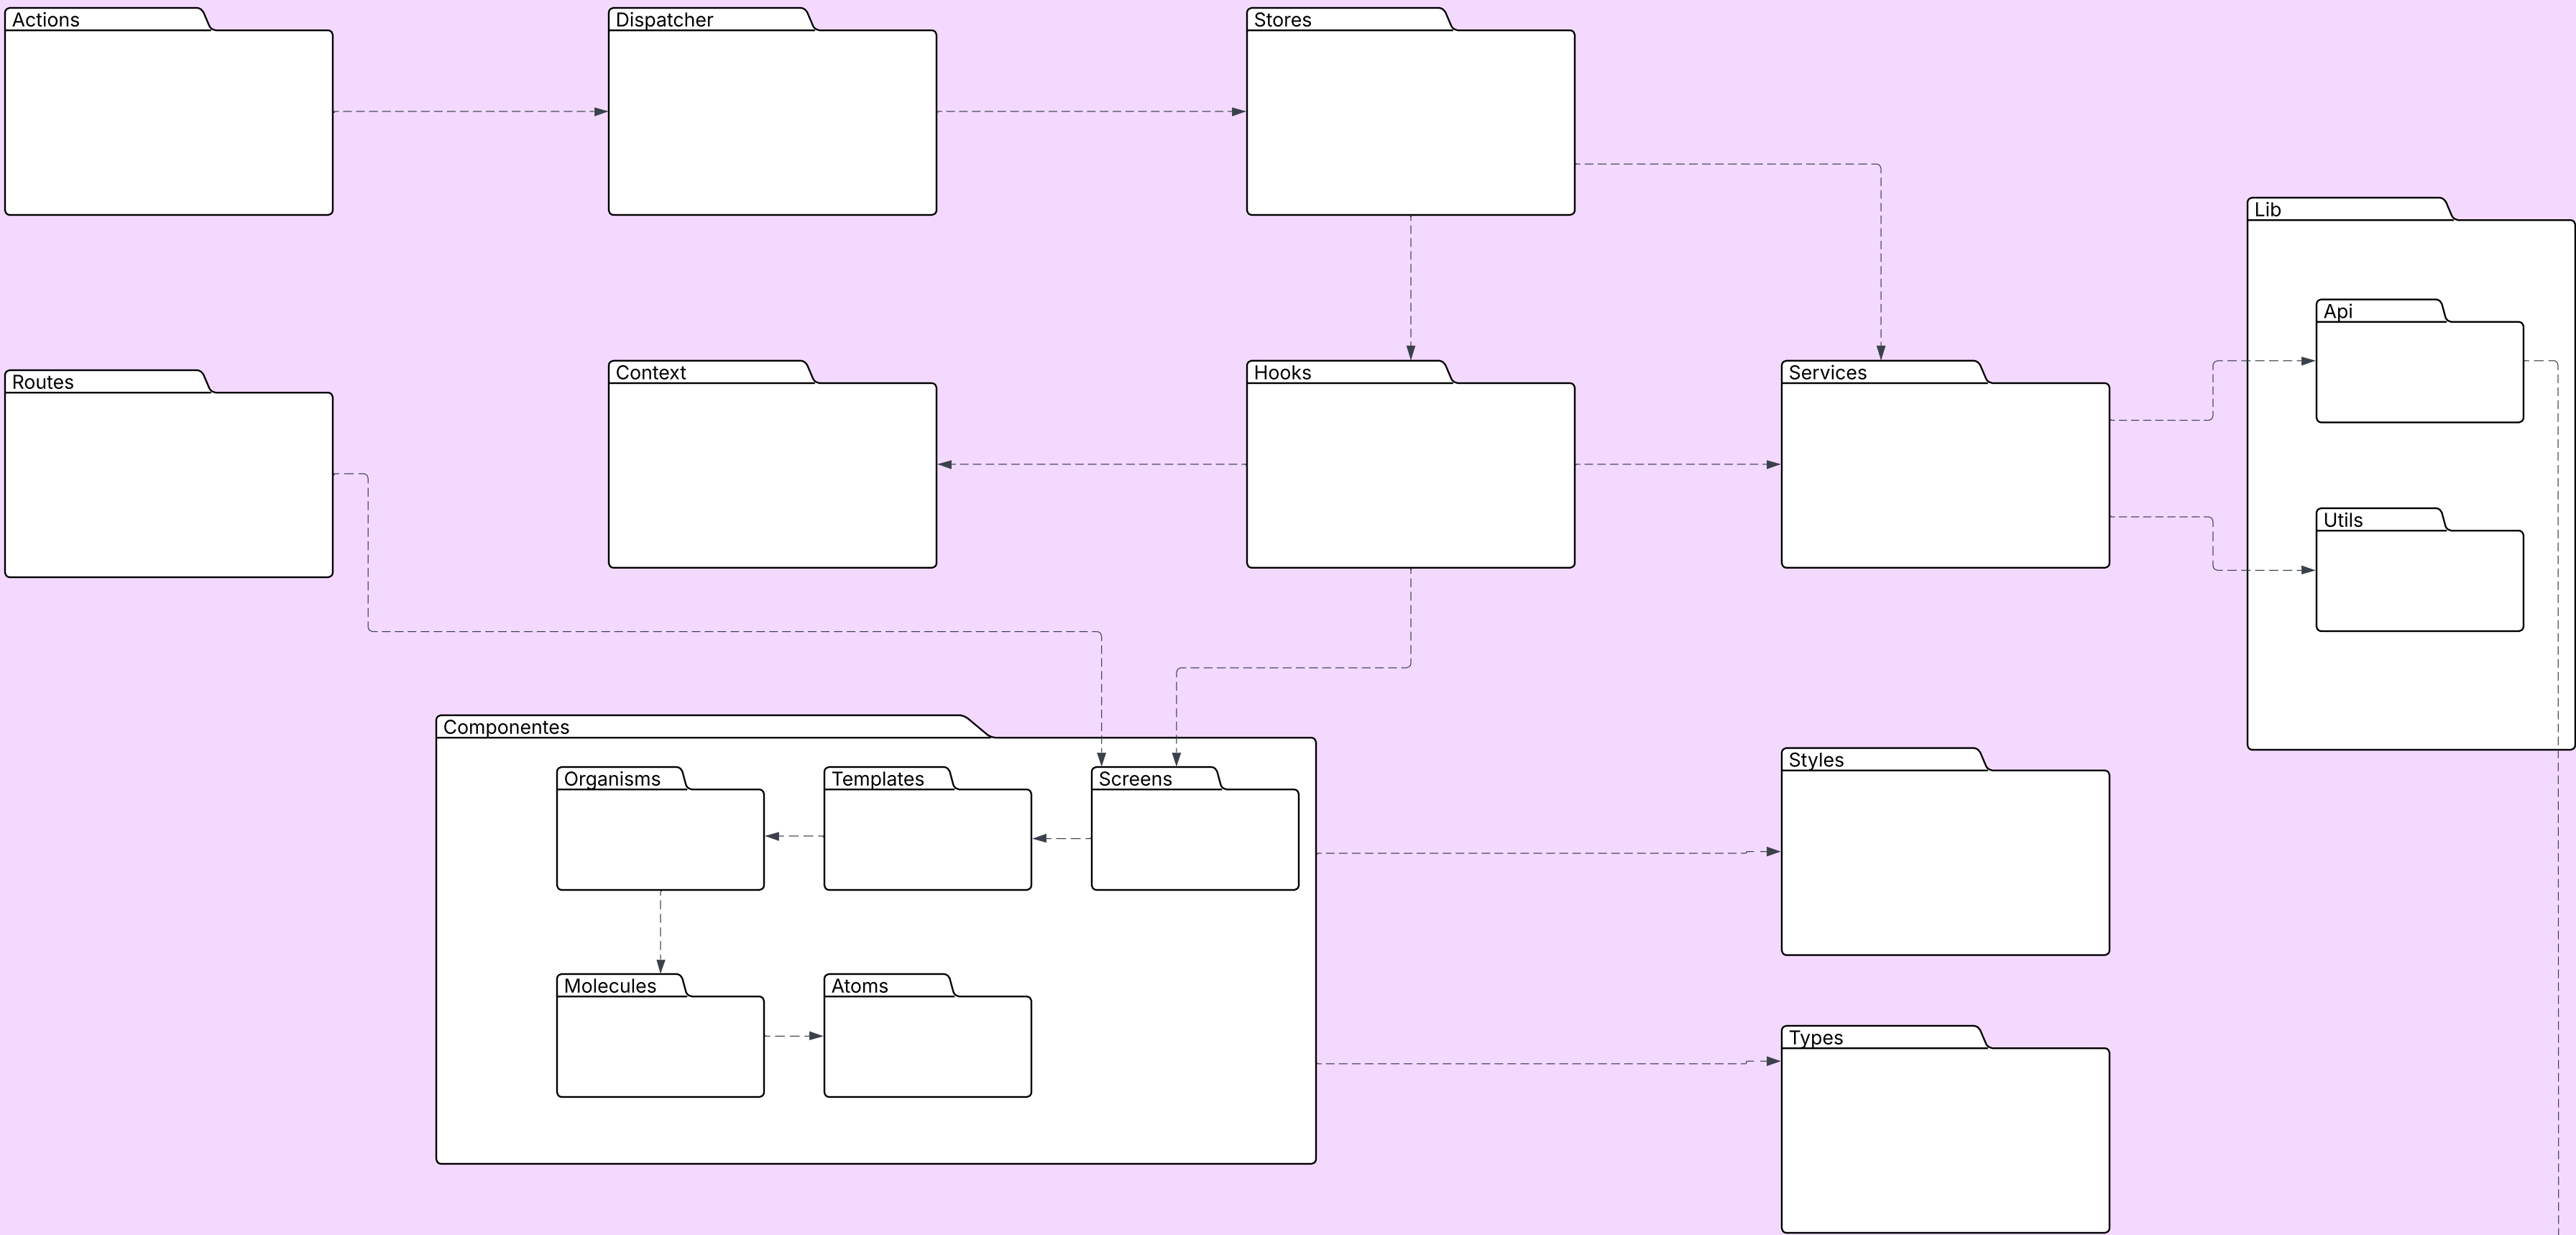 Actions
Dispatcher
Stores
Lib
Api
Routes
Context
Hooks
Services
Utils
Componentes
Organisms
Templates
Screens
Styles
Molecules
Atoms
Types